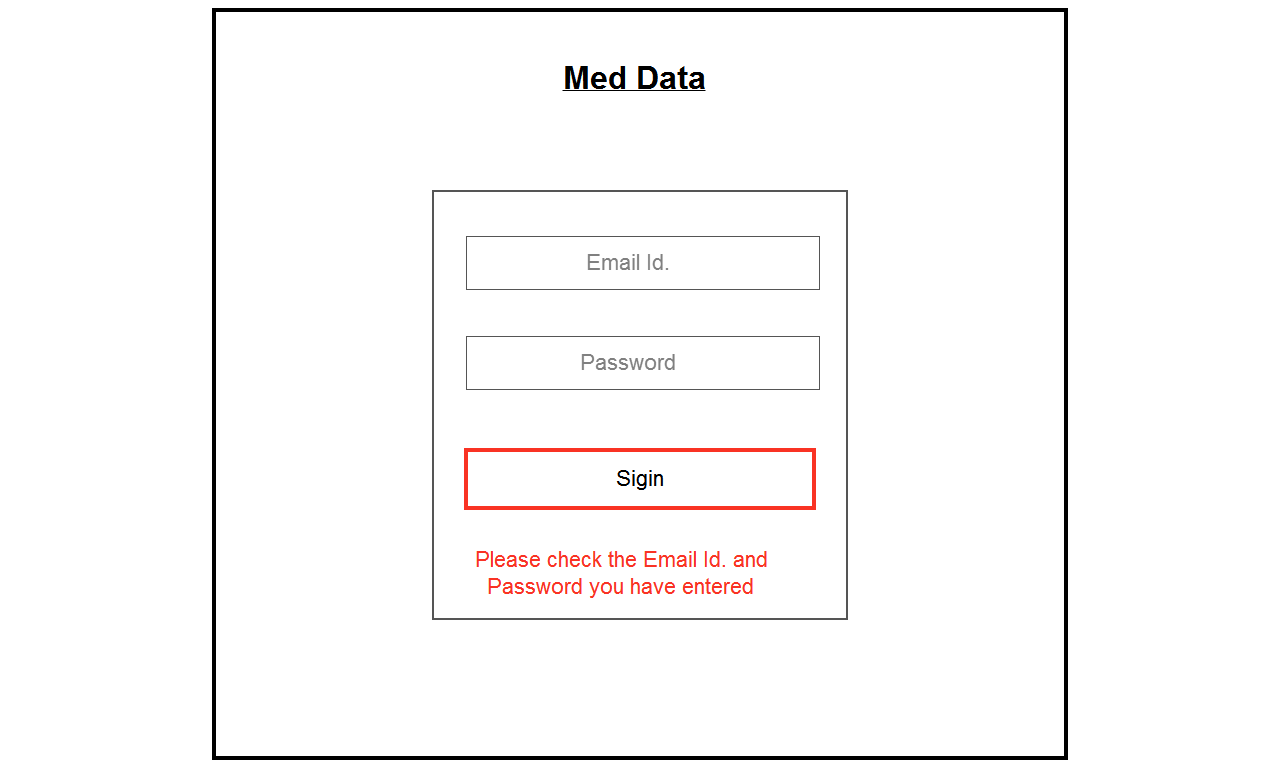 Med Data
Email Id.
Password
Sigin
Please check the Email Id. and
Password you have entered